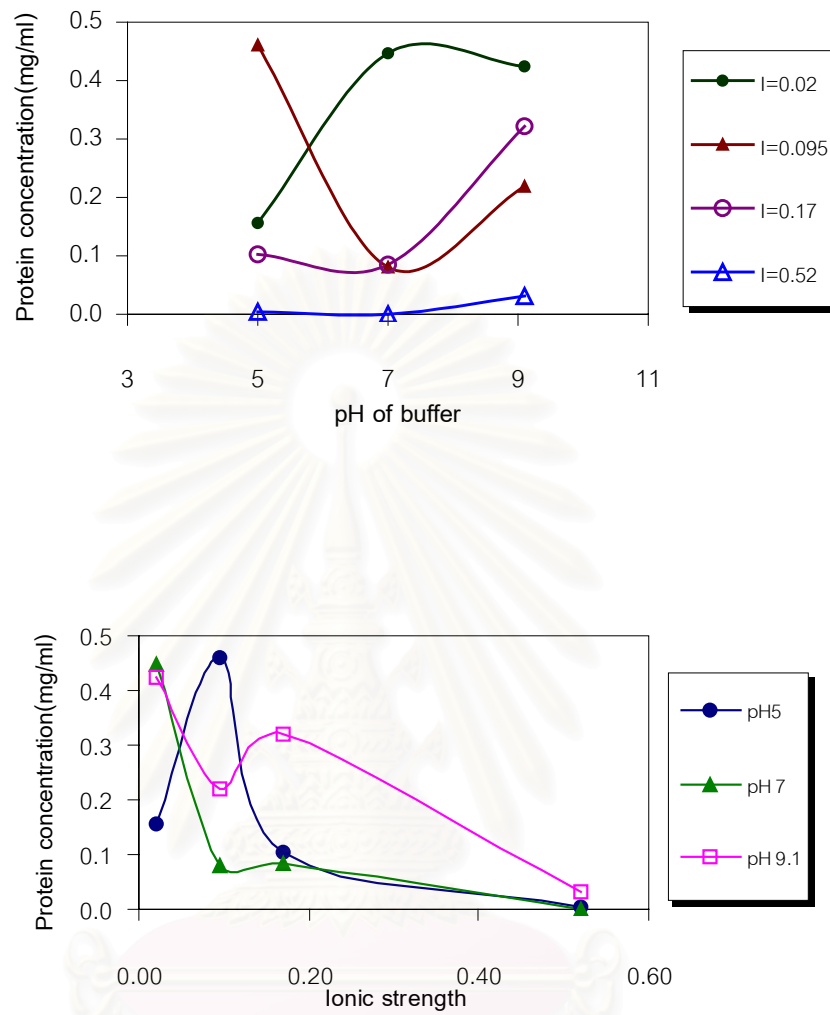 Protein concentration(mg/ml)
0.5
0.4
0.3
0.2
0.1
0.0
3 5 7 9 11
pH of buffer
I=0.02
I=0.095
I=0.17
I=0.52
Protein concentration(mg/ml)
0.5
0.4
0.3
0.2
0.1
0.0
0.00 0.20 0.40 0.60
Ionic strength
pH5
pH 7
pH 9.1